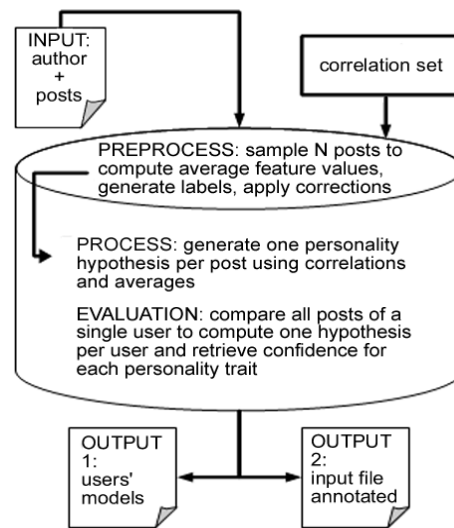 INPUT:
author
+
posts
correlation set
PREPROCESS: sample N posts to
compute average feature values,
generate labels, apply corrections
PROCESS: generate one personality
hypothesis per post using correlations
and averages
EVALUATION: compare all posts of a
single user to compute one hypothesis
per user and retrieve confidence for
each personality trait
OUTPUT
1:
users'
models
OUTPUT
2:
input file
annotated